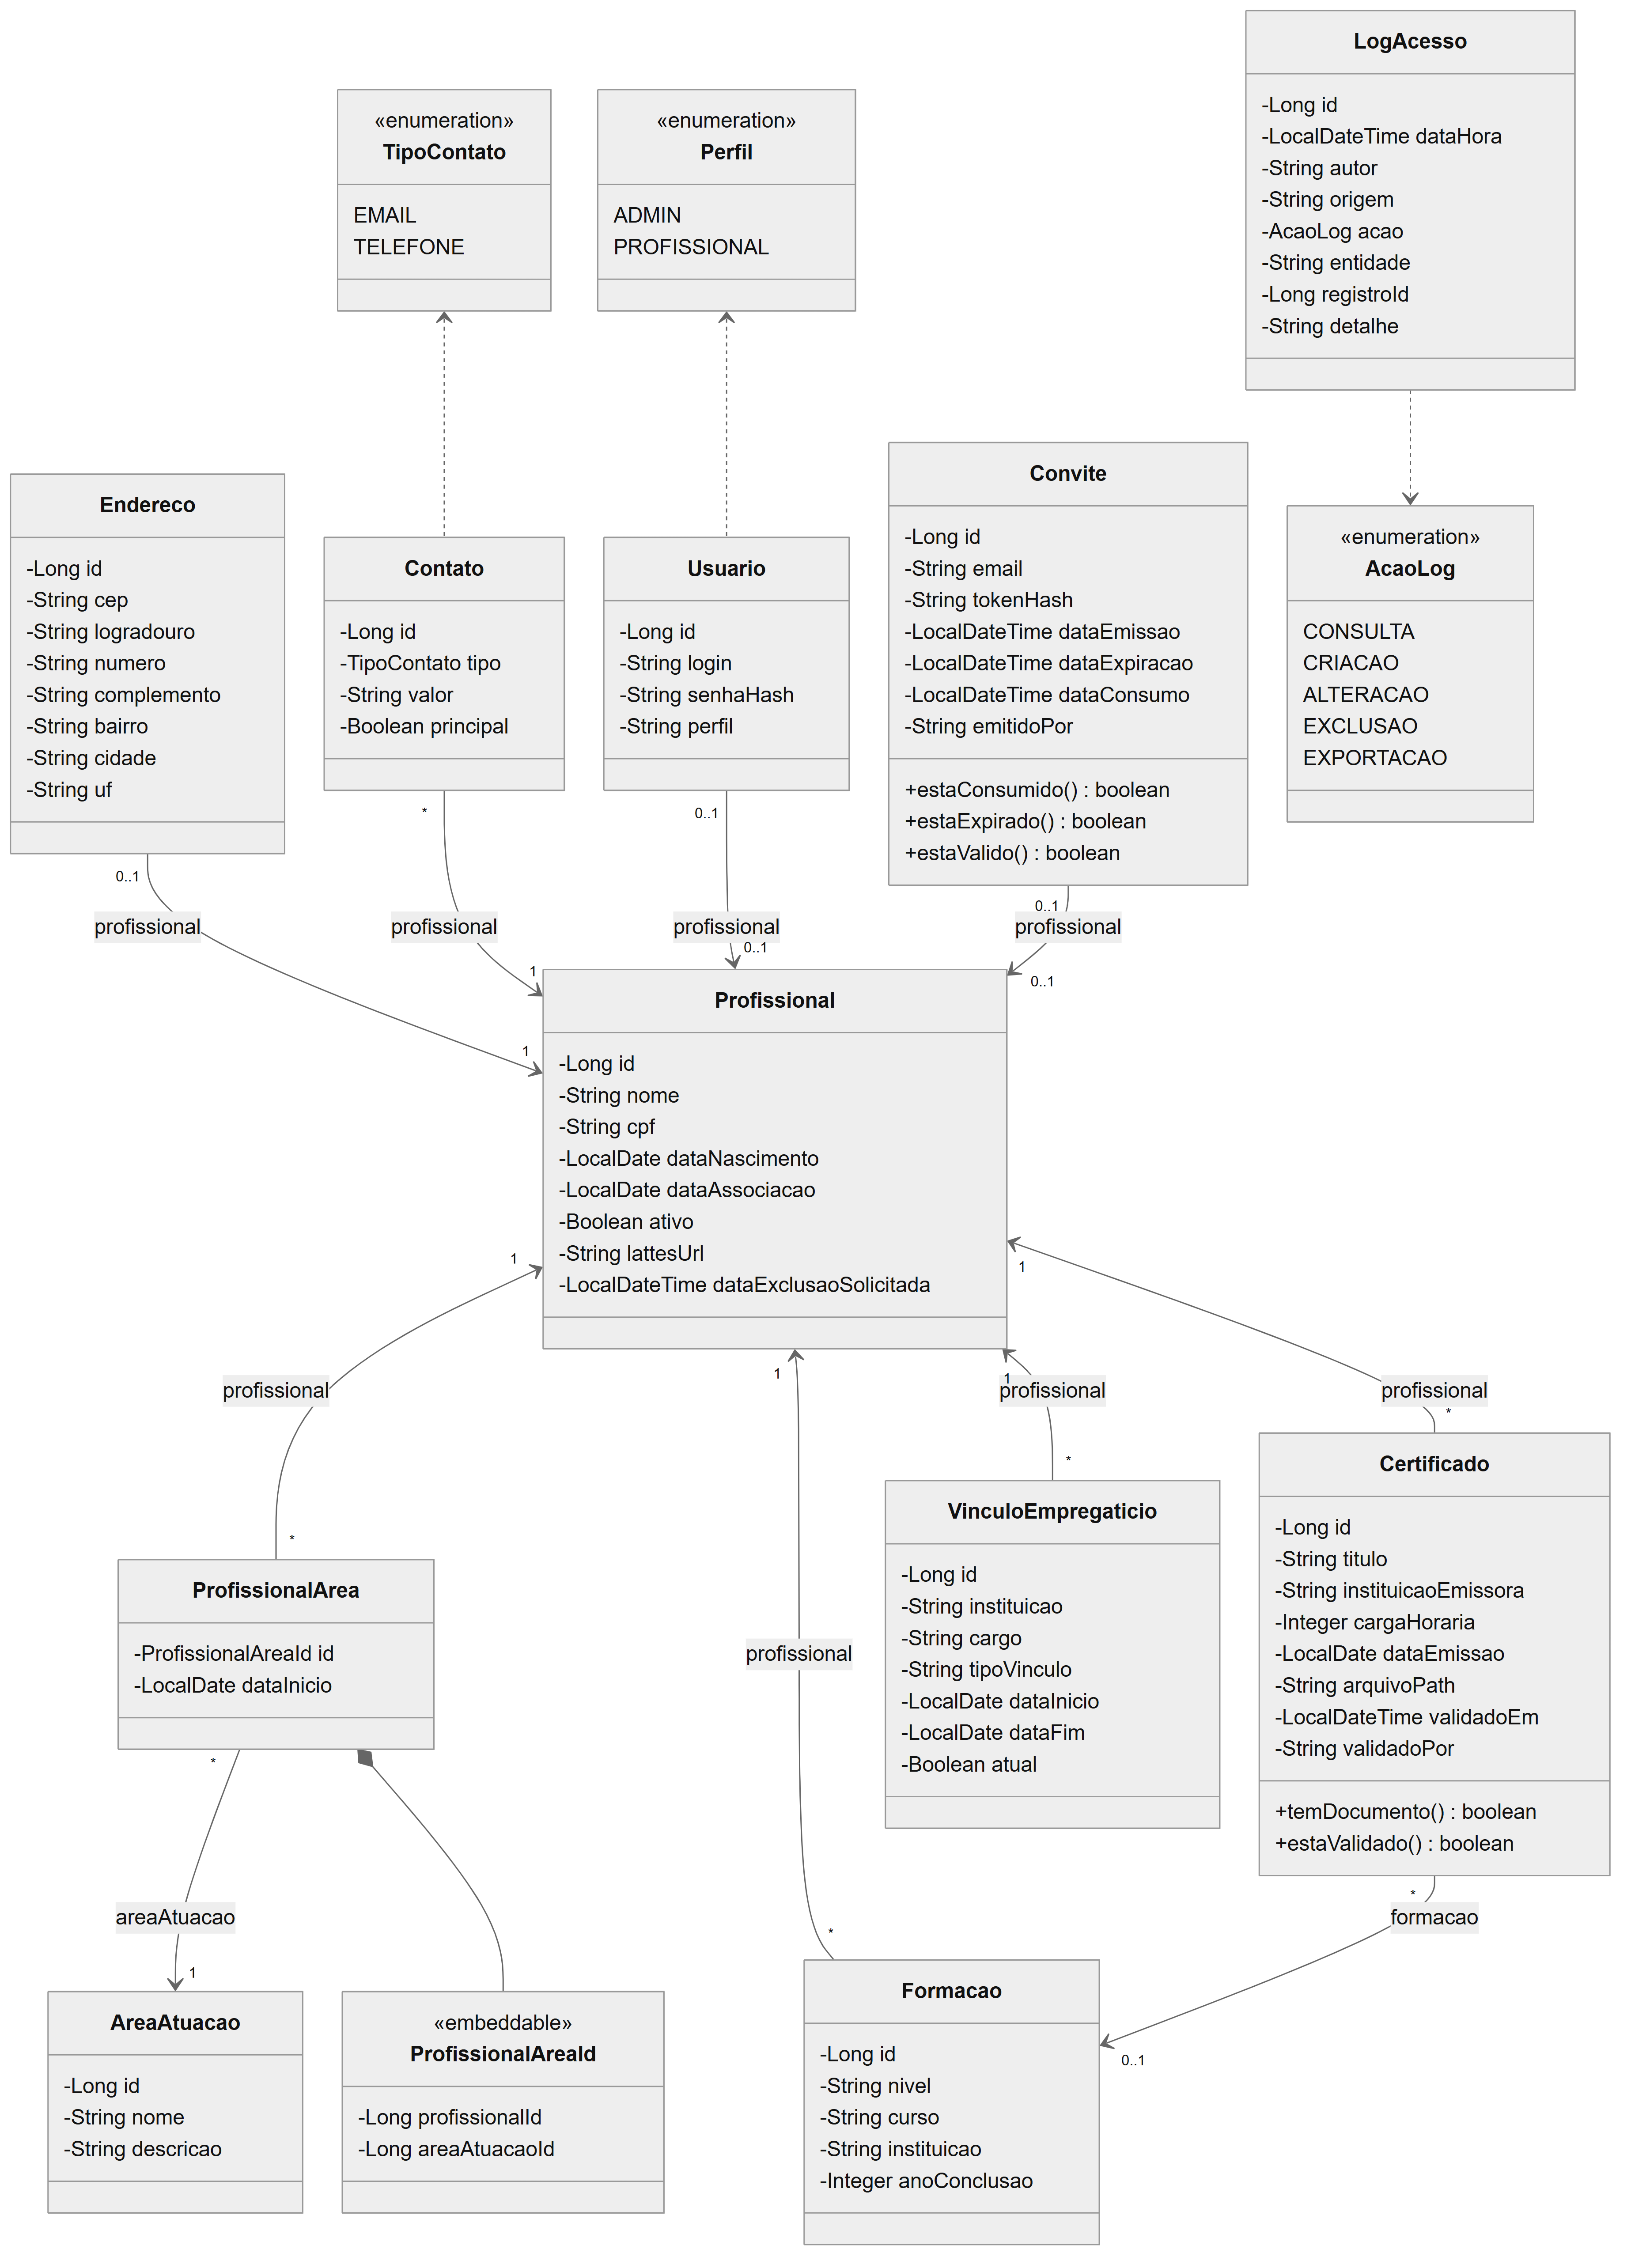 LogAcesso
-Long id
-LocalDateTime dataHora
-String autor
-String origem
-AcaoLog acao
-String entidade
-Long registroId
-String detalhe
«enumeration»
TipoContato
EMAIL
TELEFONE
«enumeration»
Perfil
ADMIN
PROFISSIONAL
Endereco
-Long id
-String cep
-String logradouro
-String numero
-String complemento
-String bairro
-String cidade
-String uf
Contato
-Long id
-TipoContato tipo
-String valor
-Boolean principal
Usuario
-Long id
-String login
-String senhaHash
-String perfil
Convite
-Long id
-String email
-String tokenHash
-LocalDateTime dataEmissao
-LocalDateTime dataExpiracao
-LocalDateTime dataConsumo
-String emitidoPor
+estaConsumido() : boolean
+estaExpirado() : boolean
+estaValido() : boolean
«enumeration»
AcaoLog
CONSULTA
CRIACAO
ALTERACAO
EXCLUSAO
EXPORTACAO
0..1
profissional
1
*
profissional
1
0..1
profissional
0..1
0..1
profissional
0..1
Profissional
-Long id
-String nome
-String cpf
-LocalDate dataNascimento
-LocalDate dataAssociacao
-Boolean ativo
-String lattesUrl
-LocalDateTime dataExclusaoSolicitada
1
profissional
*
1
profissional
*
1
profissional
*
1
profissional
*
ProfissionalArea
-ProfissionalAreaId id
-LocalDate dataInicio
VinculoEmpregaticio
-Long id
-String instituicao
-String cargo
-String tipoVinculo
-LocalDate dataInicio
-LocalDate dataFim
-Boolean atual
Certificado
-Long id
-String titulo
-String instituicaoEmissora
-Integer cargaHoraria
-LocalDate dataEmissao
-String arquivoPath
-LocalDateTime validadoEm
-String validadoPor
+temDocumento() : boolean
+estaValidado() : boolean
*
areaAtuacao
1
*
formacao
0..1
AreaAtuacao
-Long id
-String nome
-String descricao
«embeddable»
ProfissionalAreaId
-Long profissionalId
-Long areaAtuacaoId
Formacao
-Long id
-String nivel
-String curso
-String instituicao
-Integer anoConclusao